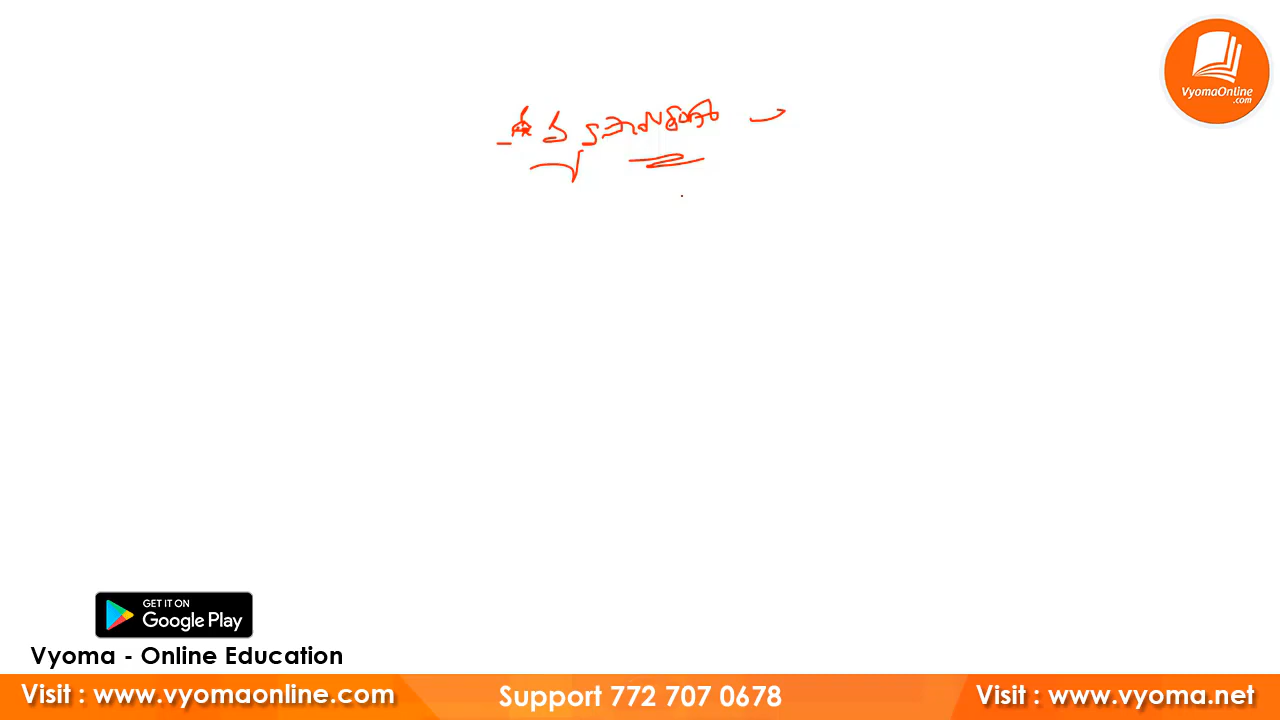 VyomaOnline
.com
GET IT ON
Google Play
Vyoma - Online Education
Visit : www.vyomaonline.com
Support 772 707 0678
Visit : www.vyoma.net